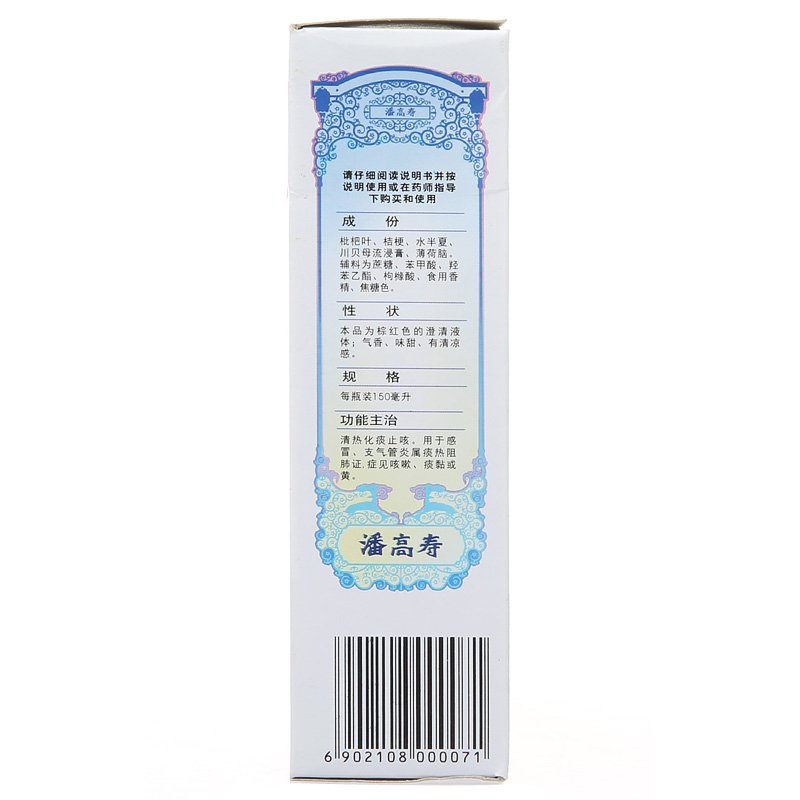 潘高寿
请仔细阅读说明书并按
说明使用或在药师指导
下购买和使用
成 份
枇杷叶、桔梗、水半夏、
川贝母流浸膏、薄荷脑。
辅料为蔗糖、苯甲酸、羟
苯乙酯、枸橼酸、食用香
精、焦糖色。
性 状
本品为棕红色的澄清液
体；气香、味甜、有清凉
感。
规 格
每瓶装150毫升
功能主治
清热化痰止咳。用于感
冒、支气管炎属痰热阻
肺证,症见咳嗽、痰黏或
黄。
潘高寿
6 902108 000071